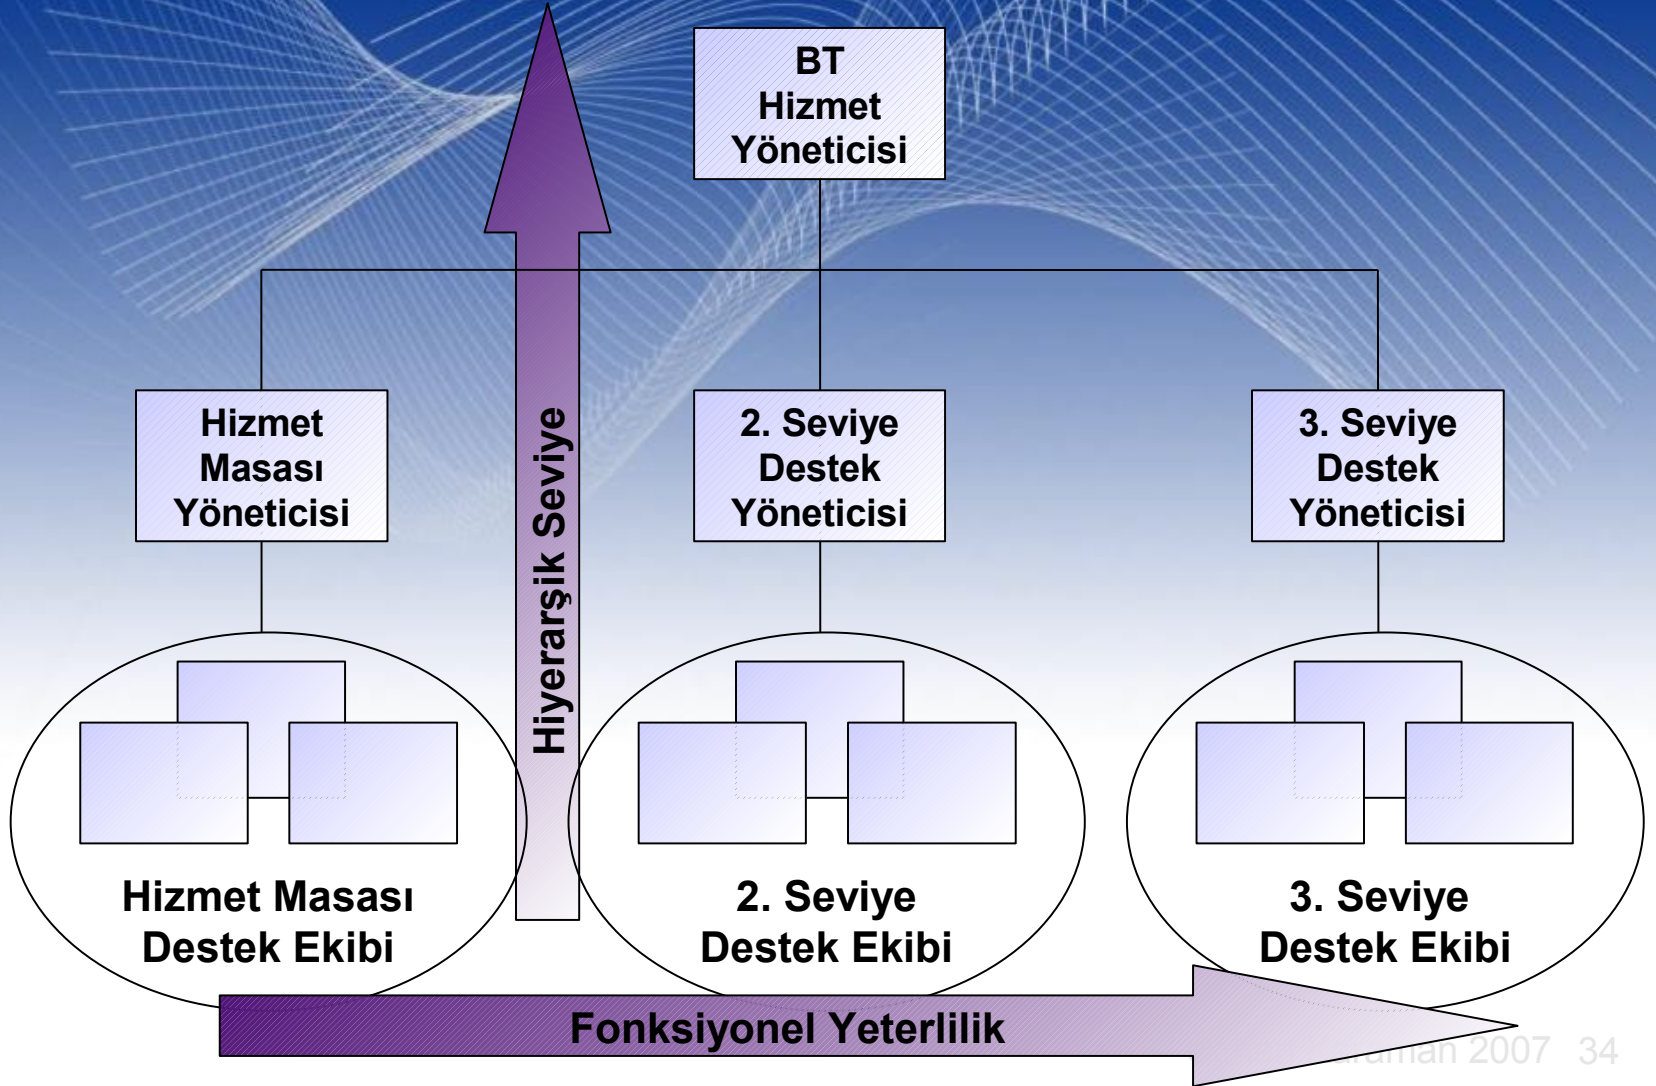 BT
Hizmet
Yöneticisi
Hizmet
Masası
Yöneticisi
Hiyerarşik Seviye
2. Seviye
Destek
Yöneticisi
3. Seviye
Destek
Yöneticisi
Hizmet Masası
Destek Ekibi
2. Seviye
Destek Ekibi
3. Seviye
Destek Ekibi
Fonksiyonel Yeterlilik
2007 34